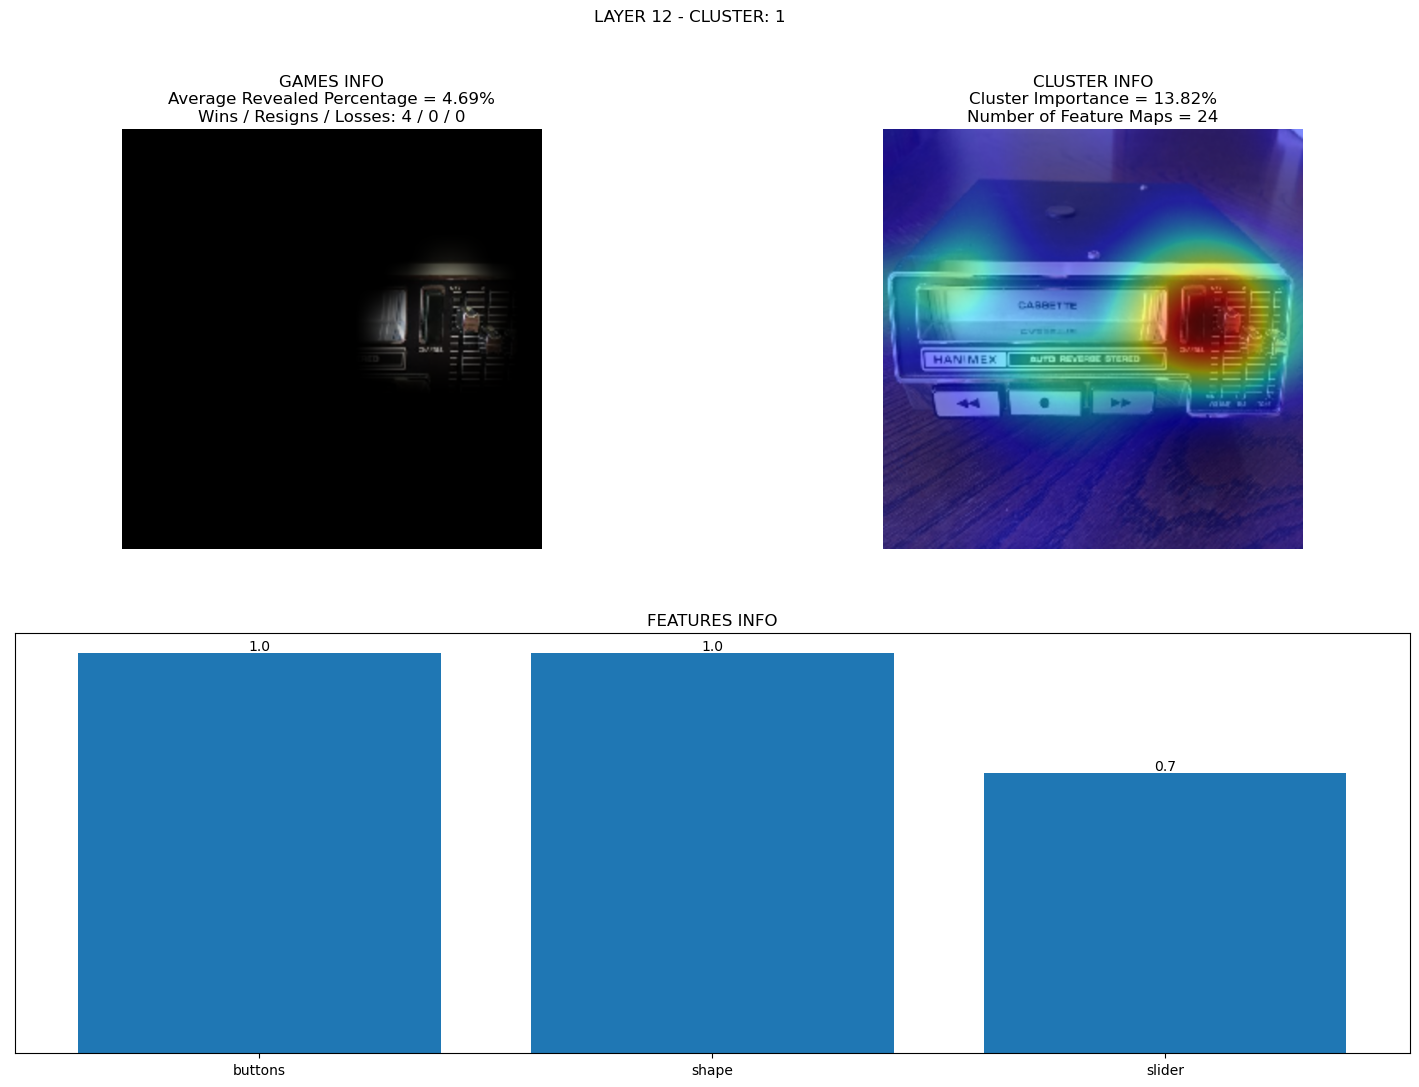 LAYER 12 - CLUSTER: 1
GAMES INFO
Average Revealed Percentage = 4.69%
Wins / Resigns / Losses: 4 / 0 / 0
CLUSTER INFO
Cluster Importance = 13.82%
Number of Feature Maps = 24
CASSETTE
HANIMEX
AUTO REVERSE STEREO
FEATURES INFO
1.0
1.0
0.7
buttons
shape
slider